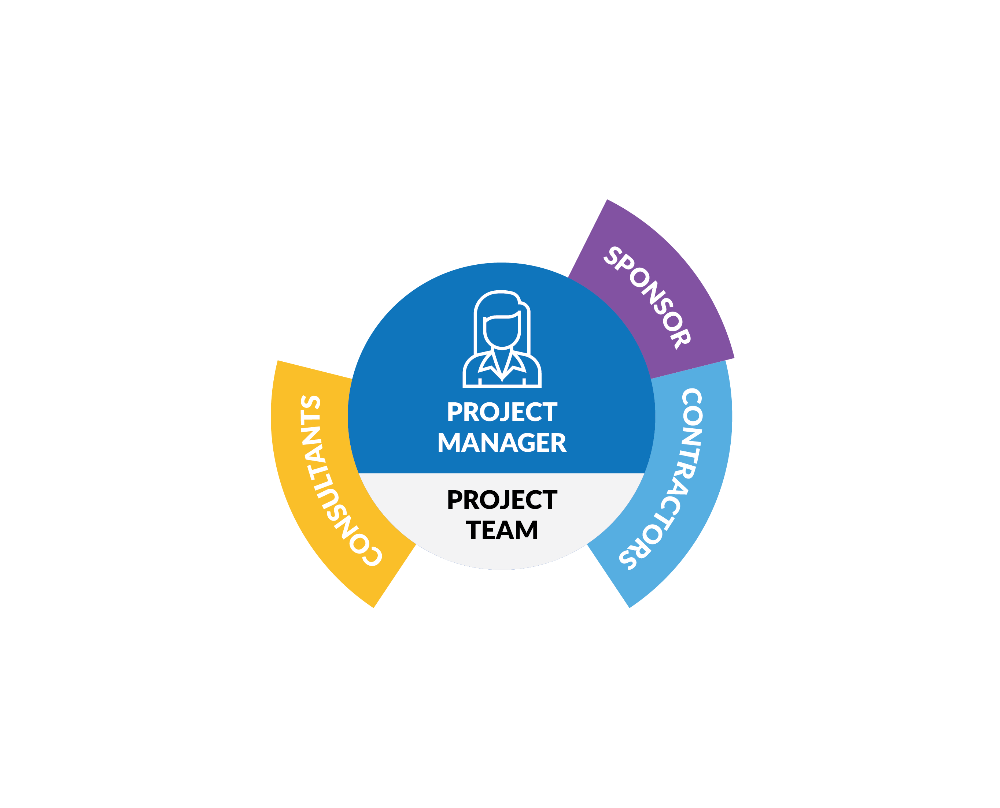 SPONSOR
PROJECT
MANAGER
CONSULTANTS
CONTRACTORS
PROJECT
TEAM